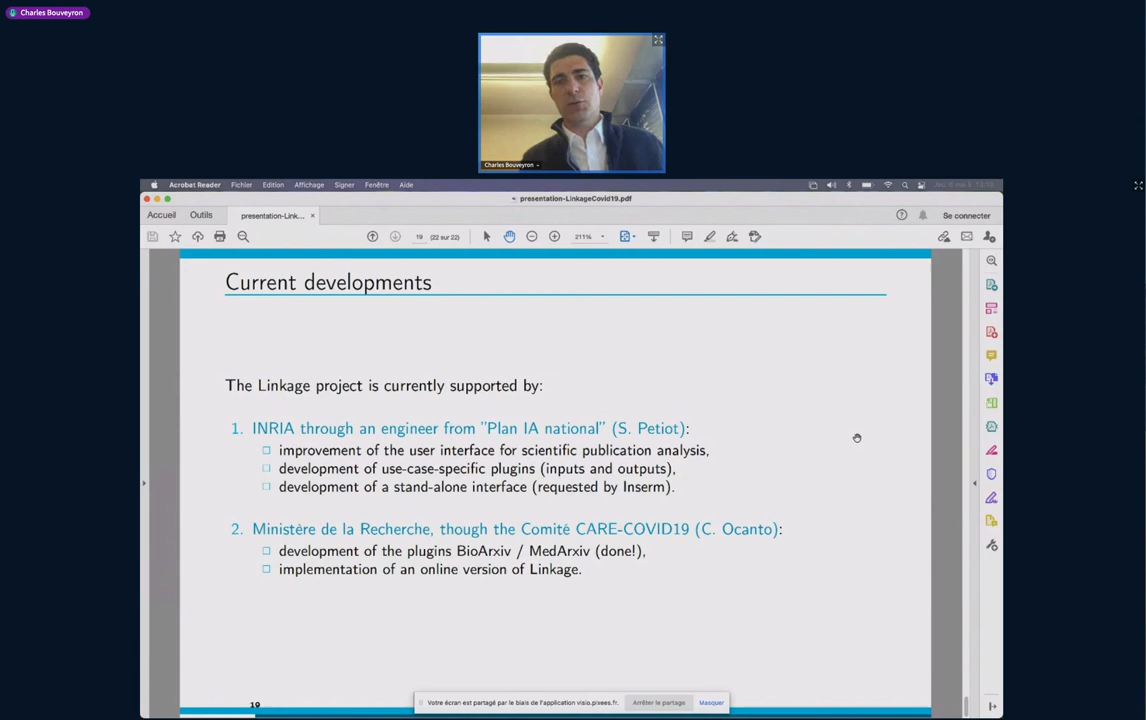 Charles Bouveyron
Charles Bouveyron
Acrobat Reader Fichier Edition Affichage Signer Fenêtre Aide
presentation-LinkageCovid19.pdf
Accueil Outils presentation-Link... × Se connecter
19 (22 sur 22) 211%
Current developments
The Linkage project is currently supported by:
1. INRIA through an engineer from "Plan IA national" (S. Petiot):
improvement of the user interface for scientific publication analysis,
development of use-case-specific plugins (inputs and outputs),
development of a stand-alone interface (requested by Inserm).
2. Ministère de la Recherche, though the Comité CARE-COVID19 (C. Ocanto):
development of the plugins BioArxiv / MedArxiv (done!),
implementation of an online version of Linkage.
19
Votre écran est partagé par le biais de l'application visio.pixees.fr. Arrêter le partage Masquer